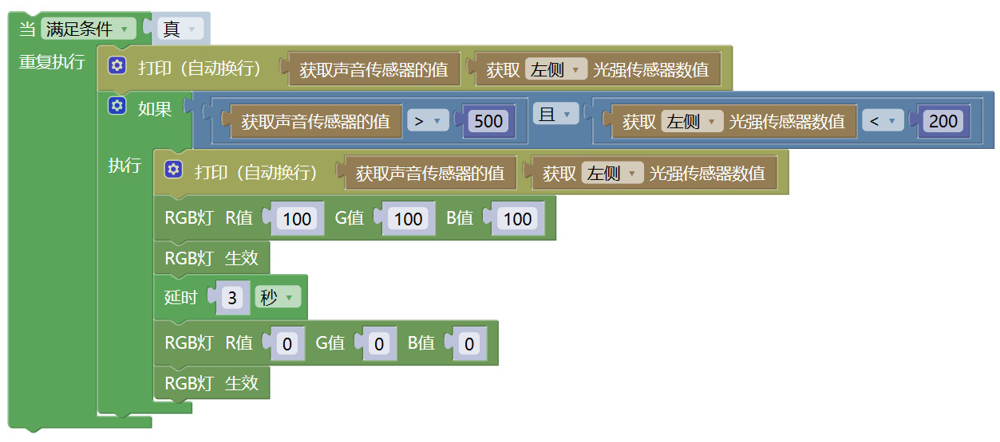 当 满足条件 真
重复执行 打印（自动换行） 获取声音传感器的值 获取 左侧 光强传感器数值
如果 获取声音传感器的值 > 500 且 获取 左侧 光强传感器数值 < 200
执行 打印（自动换行） 获取声音传感器的值 获取 左侧 光强传感器数值
RGB灯 R值 100 G值 100 B值 100
RGB灯 生效
延时 3 秒
RGB灯 R值 0 G值 0 B值 0
RGB灯 生效